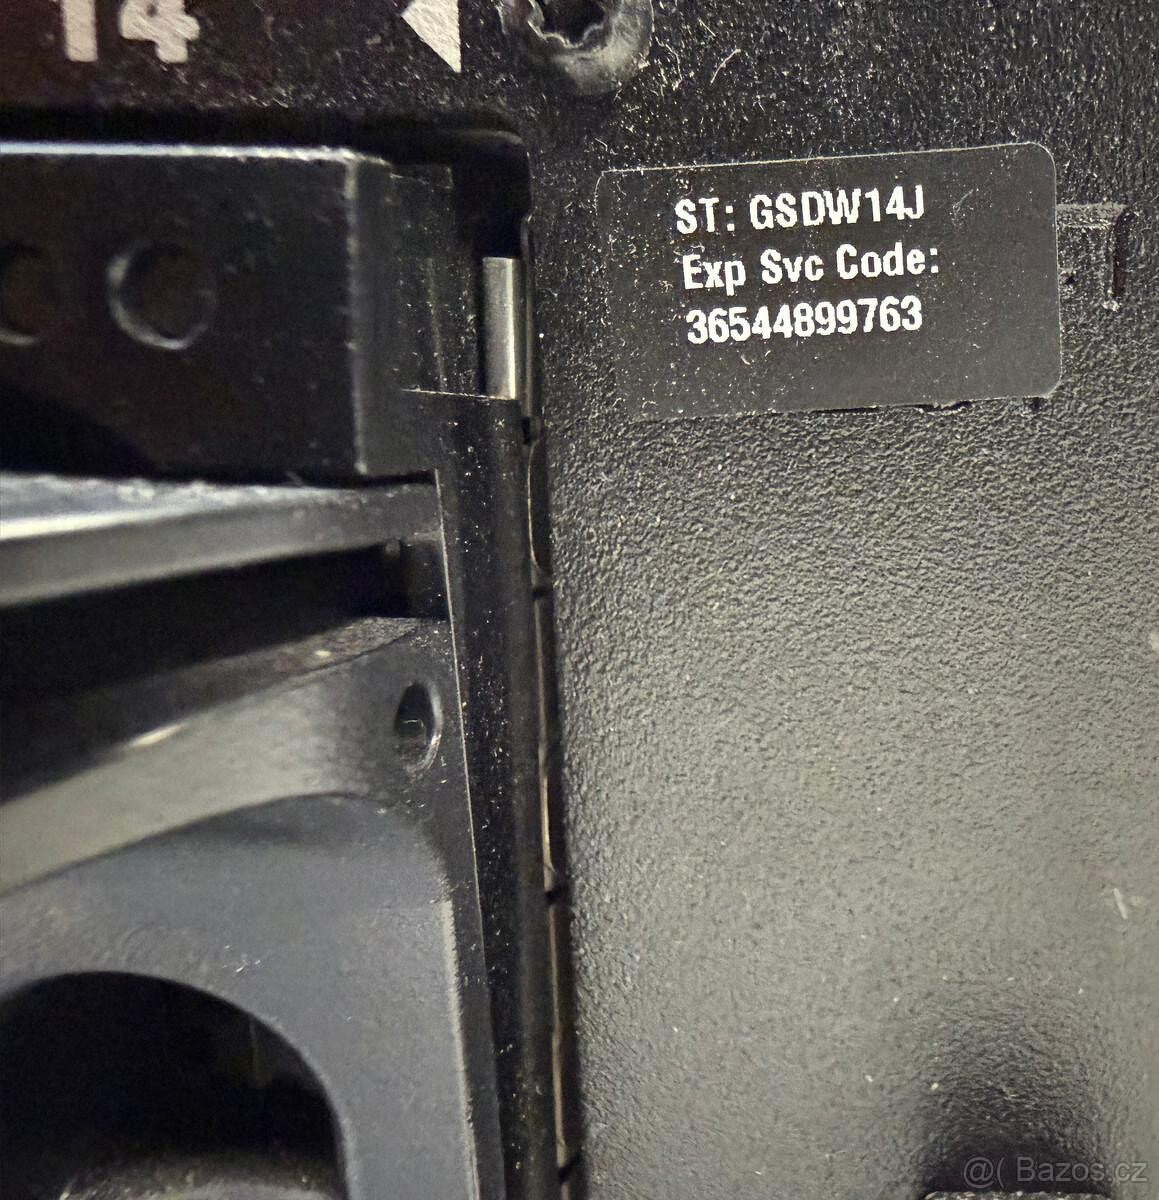 14
ST: GSDW14J
Exp Svc Code:
36544899763
@( Bazos.cz